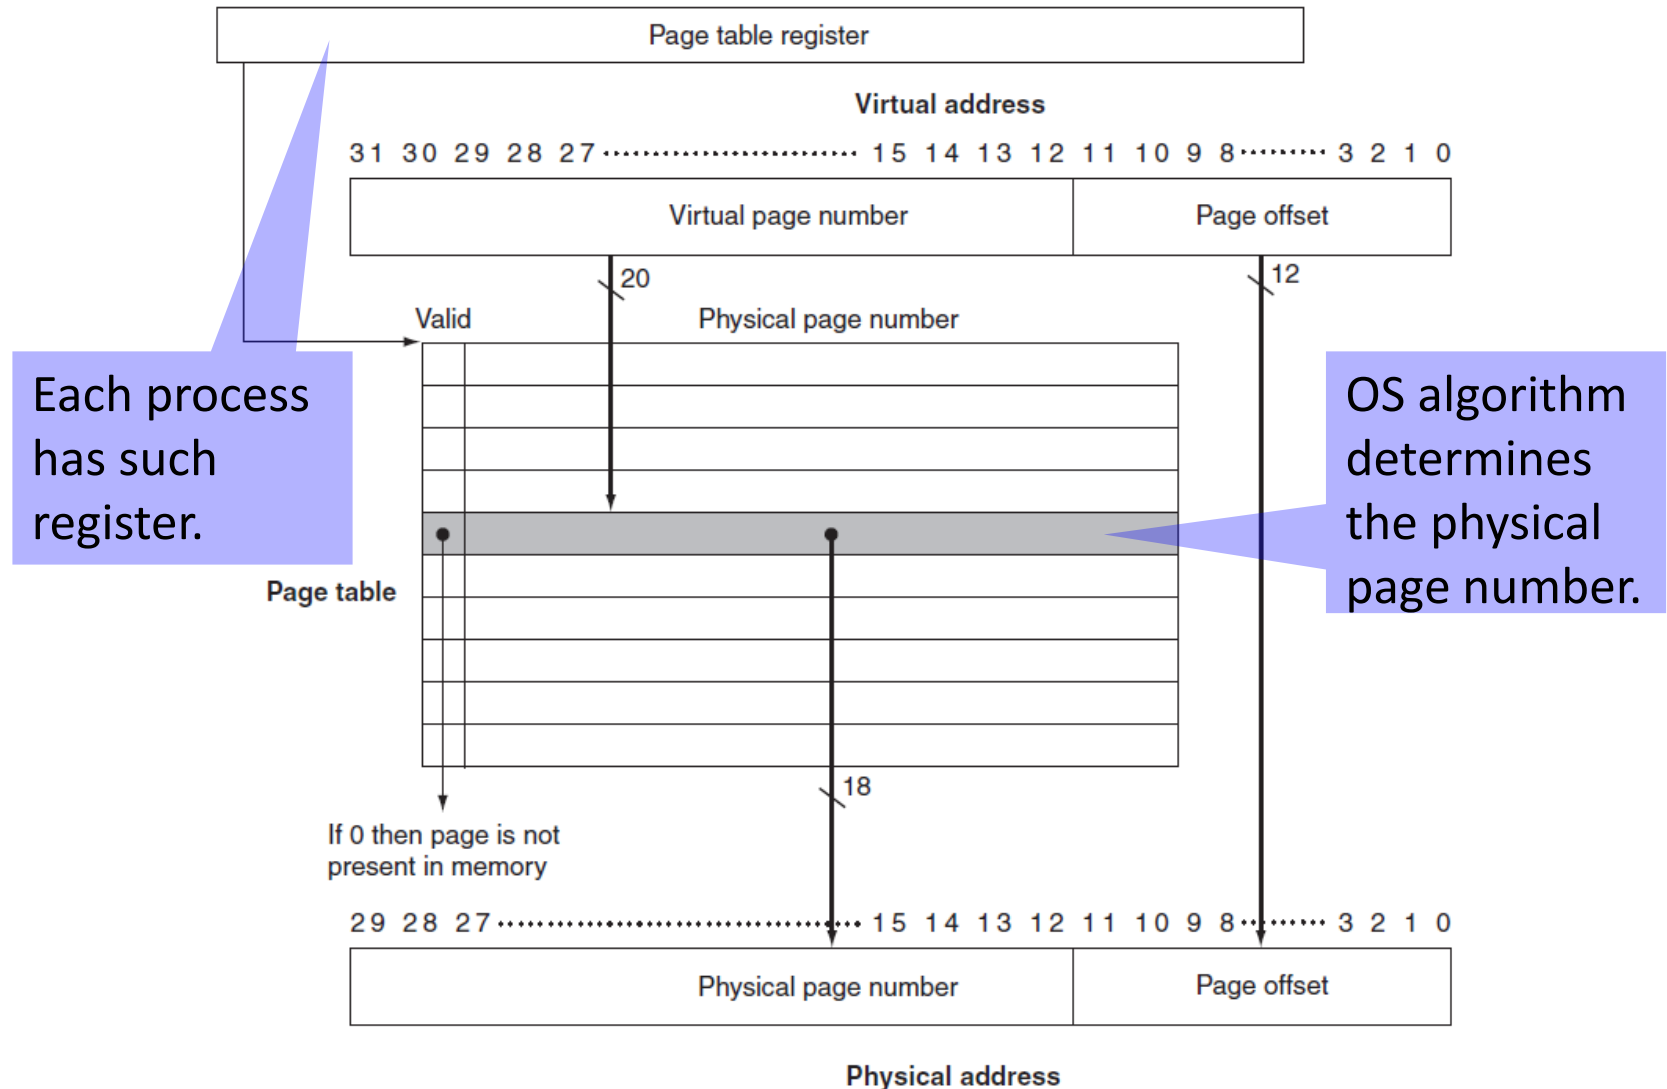 Page table register
Virtual address
31 30 29 28 27 ................................ 15 14 13 12 11 10 9 8 .......... 3 2 1 0
Virtual page number Page offset
20 12
Valid Physical page number
Each process
has such
register.
OS algorithm
determines
the physical
page number.
Page table
18
If 0 then page is not
present in memory
29 28 27 ............................................. 15 14 13 12 11 10 9 8 .......... 3 2 1 0
Physical page number Page offset
Physical address